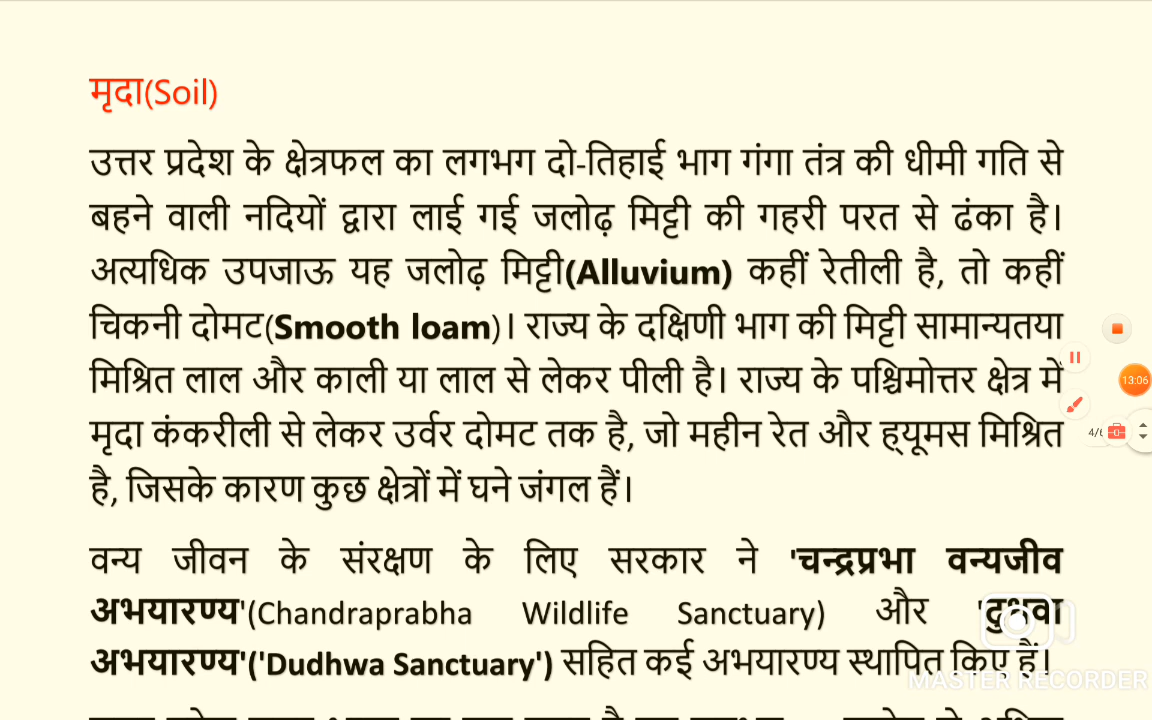 मृदा(Soil)
उत्तर प्रदेश के क्षेत्रफल का लगभग दो-तिहाई भाग गंगा तंत्र की धीमी गति से
बहने वाली नदियों द्वारा लाई गई जलोढ़ मिट्टी की गहरी परत से ढंका है।
अत्यधिक उपजाऊ यह जलोढ़ मिट्टी(Alluvium) कहीं रेतीली है, तो कहीं
चिकनी दोमट(Smooth loam)। राज्य के दक्षिणी भाग की मिट्टी सामान्यतया
मिश्रित लाल और काली या लाल से लेकर पीली है। राज्य के पश्चिमोत्तर क्षेत्र में
13:06
मृदा कंकरीली से लेकर उर्वर दोमट तक है, जो महीन रेत और ह्यूमस मिश्रित
4/6
है, जिसके कारण कुछ क्षेत्रों में घने जंगल हैं।
वन्य जीवन के संरक्षण के लिए सरकार ने 'चन्द्रप्रभा वन्यजीव
अभयारण्य'(Chandraprabha Wildlife Sanctuary) और 'दुधवा
अभयारण्य'('Dudhwa Sanctuary') सहित कई अभयारण्य स्थापित किए हैं।
MASTER RECORDER